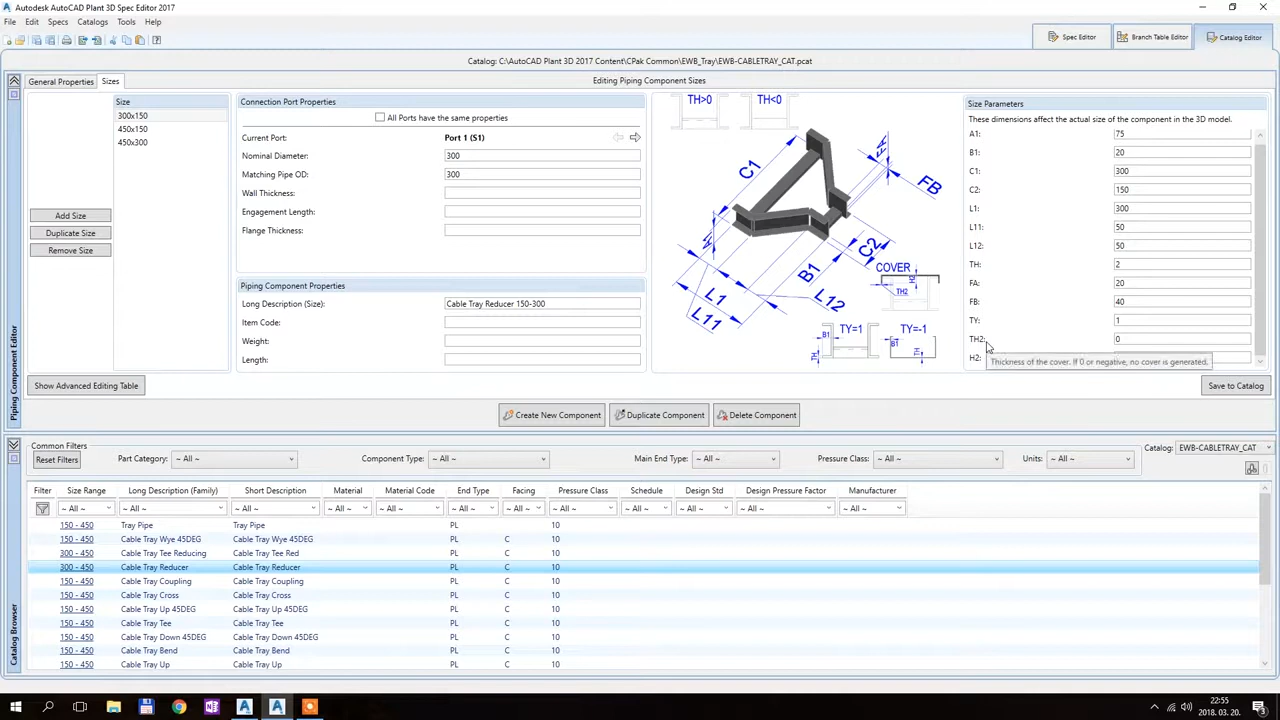 Autodesk AutoCAD Plant 3D Spec Editor 2017
File Edit Specs Catalogs Tools Help
Spec Editor Branch Table Editor Catalog Editor
Catalog: C:\AutoCAD Plant 3D 2017 Content\CPak Common\EWB_Tray\EWB-CABLETRAY_CAT.pcat
General Properties Sizes Editing Piping Component Sizes
Size
300x150
450x150
450x300
Add Size
Duplicate Size
Remove Size
Show Advanced Editing Table
Connection Port Properties
All Ports have the same properties
Current Port: Port 1 (S1)
Nominal Diameter: 300
Matching Pipe OD: 300
Wall Thickness:
Engagement Length:
Flange Thickness:
Piping Component Properties
Long Description (Size): Cable Tray Reducer 150-300
Item Code:
Weight:
Length:
TH>0 TH<0
C1
FA
FB
C2
B1
L12
L1
L11
COVER
H2
TH2
TY=1 TY=-1
B1 B1
TH TH
Size Parameters
These dimensions affect the actual size of the component in the 3D model.
A1: 75
B1: 20
C1: 300
C2: 150
L1: 300
L11: 50
L12: 50
TH: 2
FA: 20
FB: 40
TY: 1
TH2: 0
H2:
Thickness of the cover. If 0 or negative, no cover is generated.
Save to Catalog
Piping Component Editor
Create New Component Duplicate Component Delete Component
Common Filters
Reset Filters Part Category: ~ All ~ Component Type: ~ All ~ Main End Type: ~ All ~ Pressure Class: ~ All ~ Units: ~ All ~ Catalog: EWB-CABLETRAY_CAT
Filter Size Range Long Description (Family) Short Description Material Material Code End Type Facing Pressure Class Schedule Design Std Design Pressure Factor Manufacturer
~ All ~ ~ All ~ ~ All ~ ~ All ~ ~ All ~ ~ All ~ ~ All ~ ~ All ~ ~ All ~ ~ All ~ ~ All ~ ~ All ~
150 - 450 Tray Pipe Tray Pipe PL 10
150 - 450 Cable Tray Wye 45DEG Cable Tray Wye 45DEG PL C 10
300 - 450 Cable Tray Tee Reducing Cable Tray Tee Red PL C 10
300 - 450 Cable Tray Reducer Cable Tray Reducer PL C 10
150 - 450 Cable Tray Coupling Cable Tray Coupling PL C 10
150 - 450 Cable Tray Cross Cable Tray Cross PL C 10
150 - 450 Cable Tray Up 45DEG Cable Tray Up 45DEG PL C 10
150 - 450 Cable Tray Tee Cable Tray Tee PL C 10
150 - 450 Cable Tray Down 45DEG Cable Tray Down 45DEG PL C 10
150 - 450 Cable Tray Bend Cable Tray Bend PL C 10
150 - 450 Cable Tray Up Cable Tray Up PL C 10
Catalog Browser
22:55
2018. 03. 20.